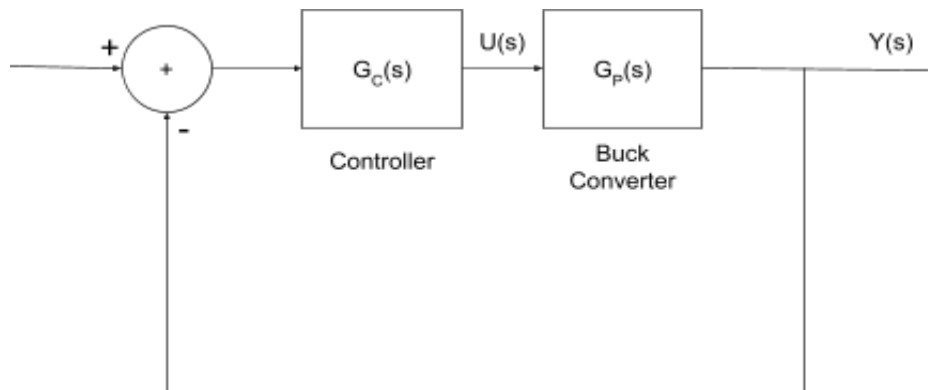 +
+
-
G_C(s)
Controller
U(s)
G_P(s)
Buck
Converter
Y(s)